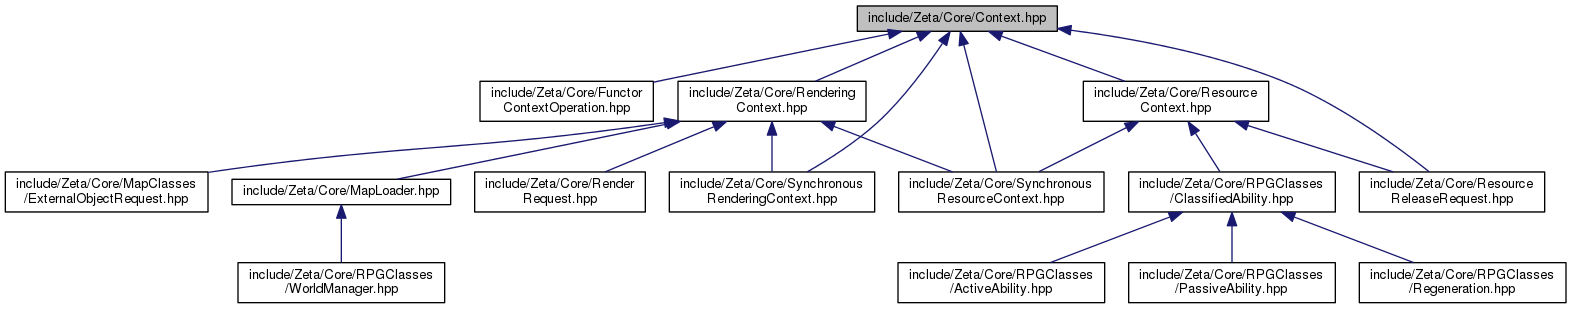 include/Zeta/Core/Context.hpp
include/Zeta/Core/Functor
ContextOperation.hpp
include/Zeta/Core/Rendering
Context.hpp
include/Zeta/Core/Resource
Context.hpp
include/Zeta/Core/MapClasses
/ExternalObjectRequest.hpp
include/Zeta/Core/MapLoader.hpp
include/Zeta/Core/Render
Request.hpp
include/Zeta/Core/Synchronous
RenderingContext.hpp
include/Zeta/Core/Synchronous
ResourceContext.hpp
include/Zeta/Core/RPGClasses
/ClassifiedAbility.hpp
include/Zeta/Core/Resource
ReleaseRequest.hpp
include/Zeta/Core/RPGClasses
/WorldManager.hpp
include/Zeta/Core/RPGClasses
/ActiveAbility.hpp
include/Zeta/Core/RPGClasses
/PassiveAbility.hpp
include/Zeta/Core/RPGClasses
/Regeneration.hpp